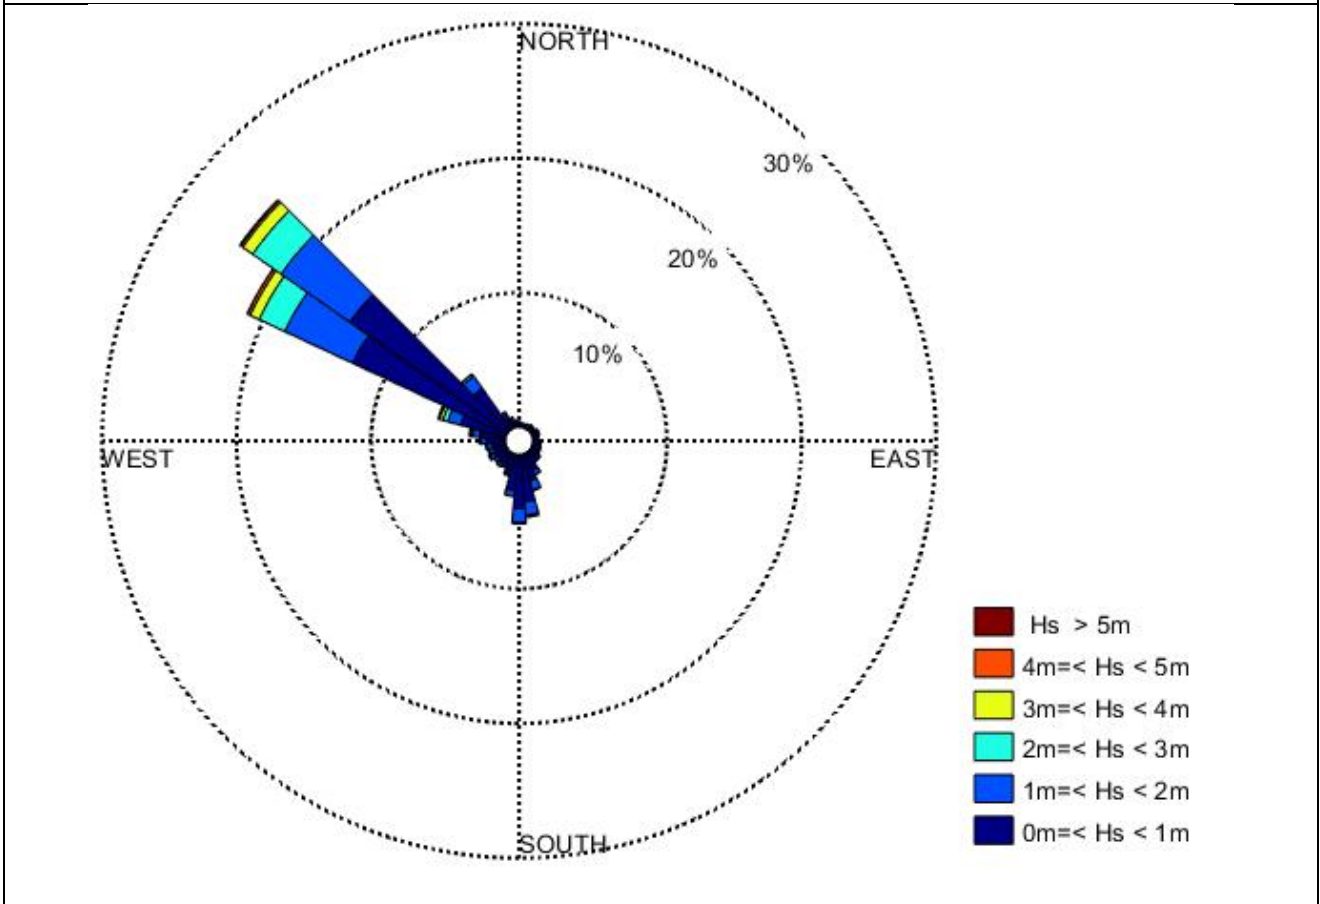 NORTH
30%
20%
10%
WEST
EAST
SOUTH
Hs > 5m
4m=< Hs < 5m
3m=< Hs < 4m
2m=< Hs < 3m
1m=< Hs < 2m
0m=< Hs < 1m